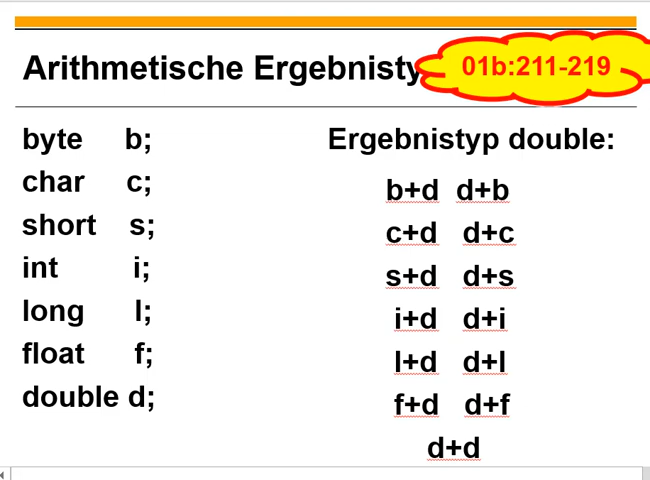 Arithmetische Ergebnisty
01b:211-219
byte b;
char c;
short s;
int i;
long l;
float f;
double d;
Ergebnistyp double:
b+d d+b
c+d d+c
s+d d+s
i+d d+i
l+d d+l
f+d d+f
d+d